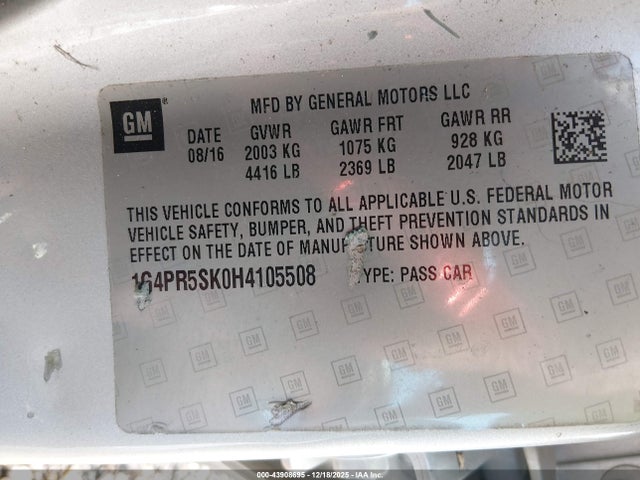 GM
®
MFD BY GENERAL MOTORS LLC
DATE GVWR GAWR FRT GAWR RR
08/16 2003 KG 1075 KG 928 KG
4416 LB 2369 LB 2047 LB
THIS VEHICLE CONFORMS TO ALL APPLICABLE U.S. FEDERAL MOTOR
VEHICLE SAFETY, BUMPER, AND THEFT PREVENTION STANDARDS IN
EFFECT ON THE DATE OF MANUFACTURE SHOWN ABOVE.
1G4PR5SK0H4105508 TYPE: PASS CAR
000-43908695 - 12/18/2025 - IAA Inc.